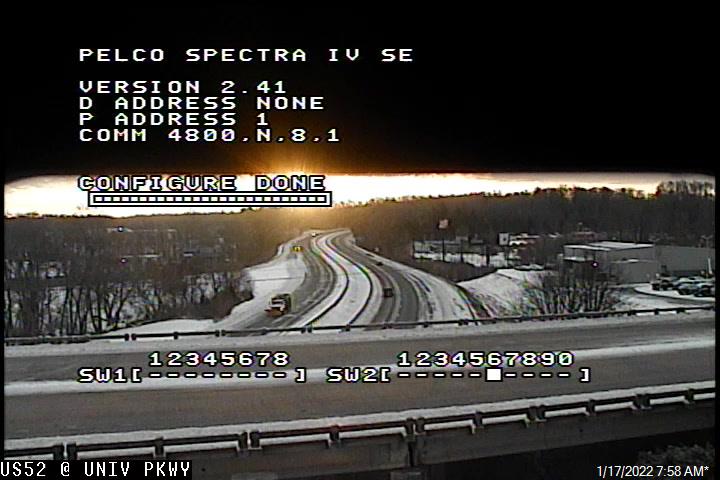 PELCO SPECTRA IV SE
VERSION 2.41
D ADDRESS NONE
P ADDRESS 1
COMM 4800,N,8,1
CONFIGURE DONE
12345678 1234567890
SW1[--------] SW2[-----■----]
US52 @ UNIV PKWY
1/17/2022 7:58 AM*